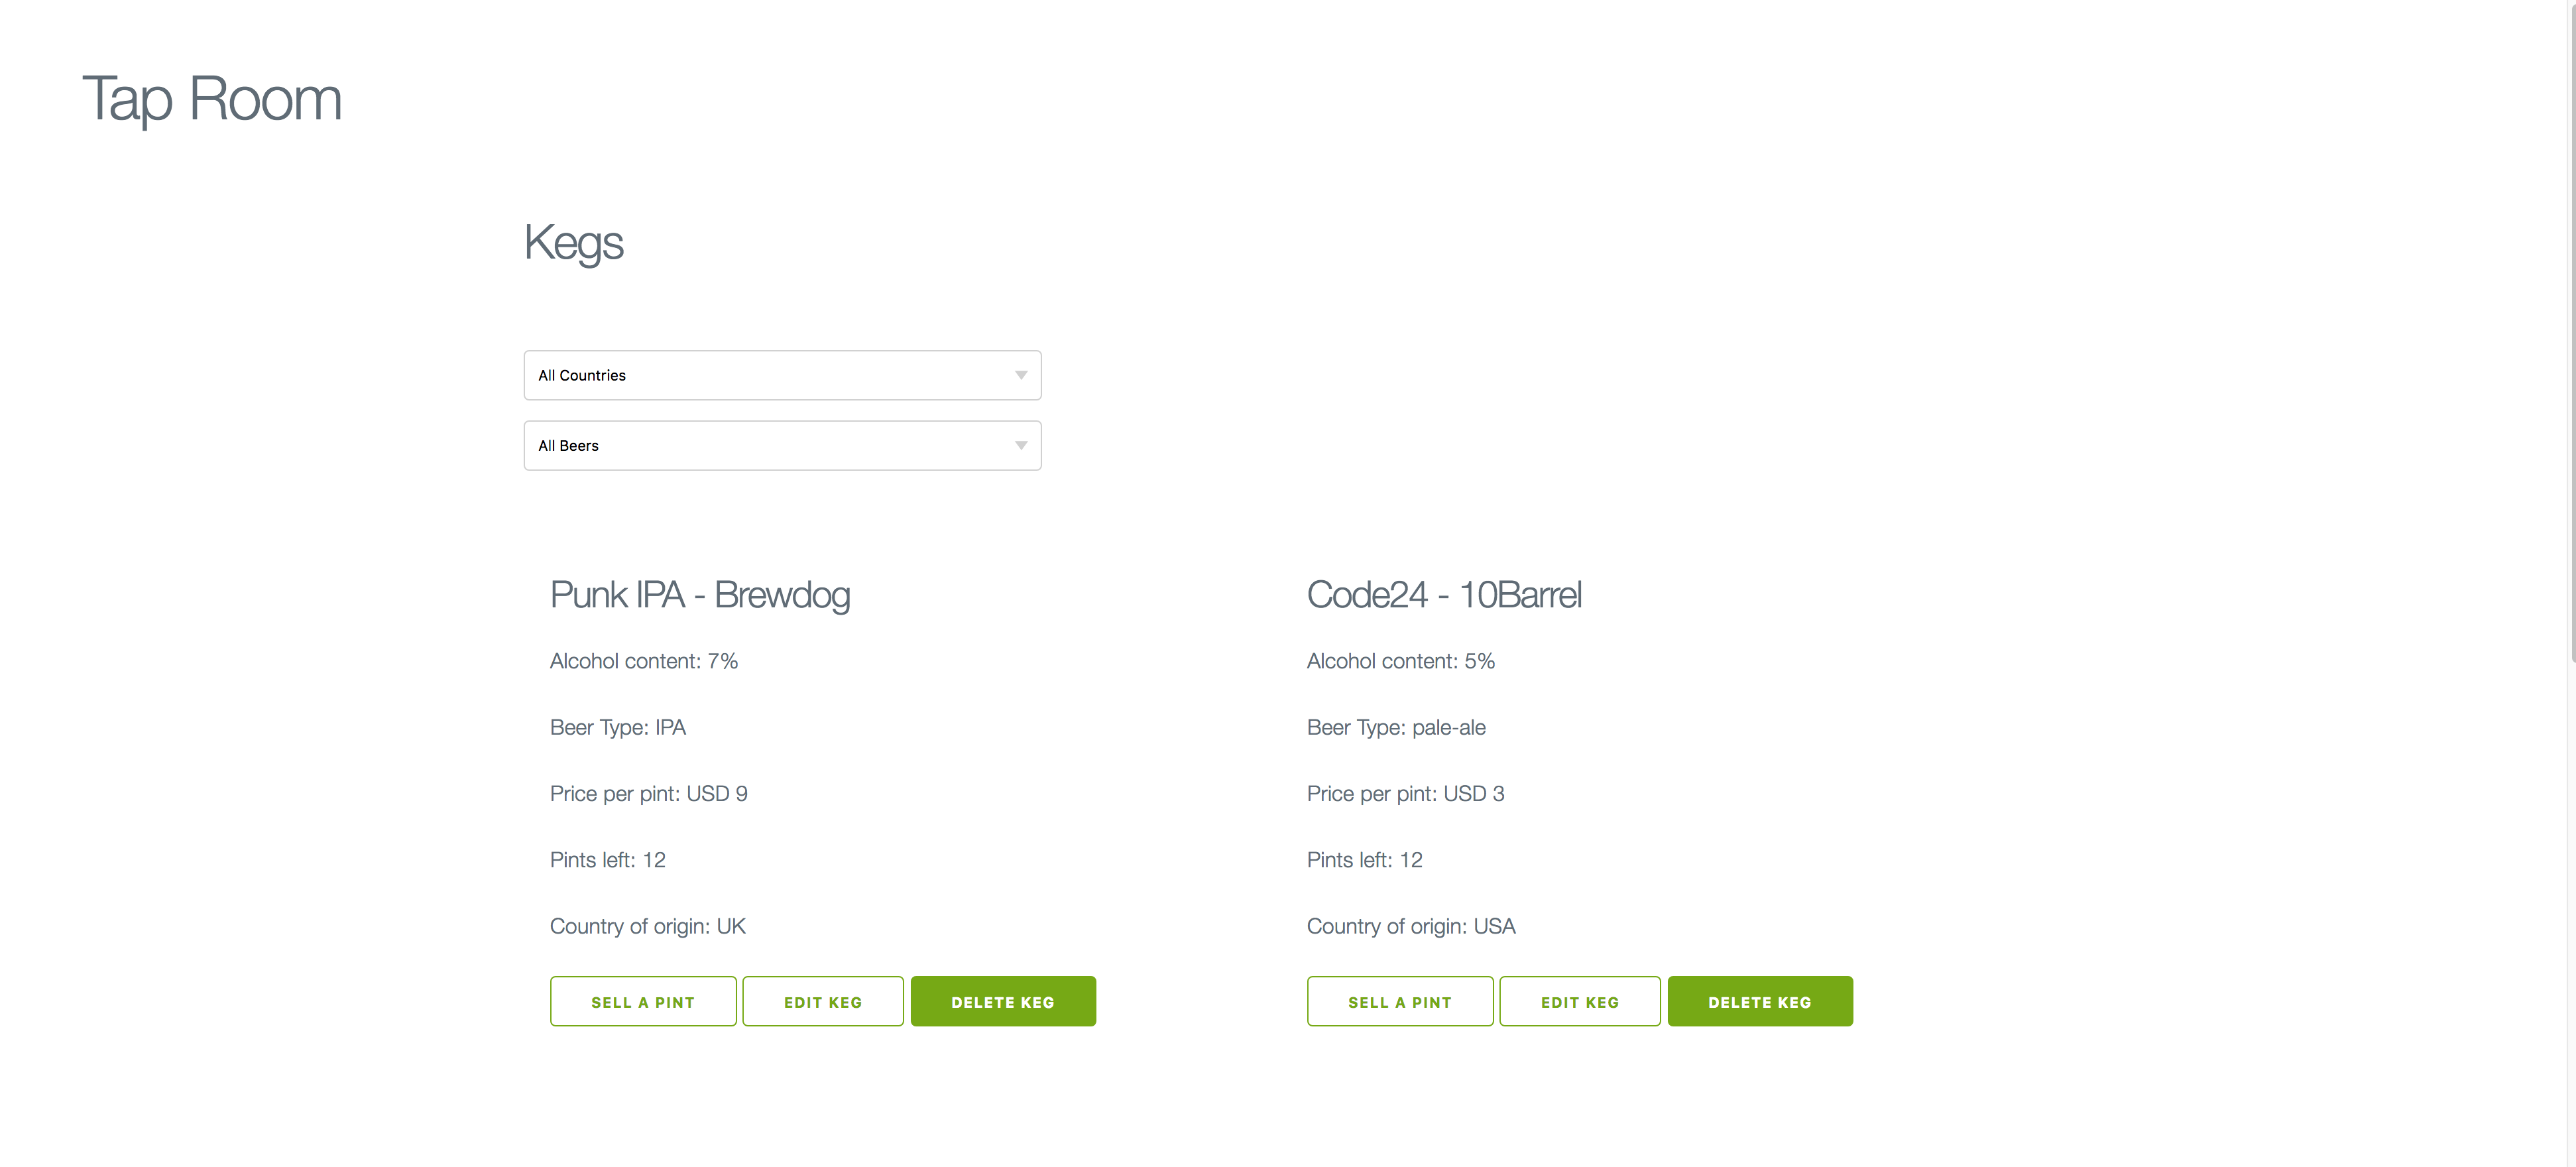 Tap Room
Kegs
All Countries
All Beers
Punk IPA - Brewdog
Alcohol content: 7%
Beer Type: IPA
Price per pint: USD 9
Pints left: 12
Country of origin: UK
SELL A PINT
EDIT KEG
DELETE KEG
Code24 - 10Barrel
Alcohol content: 5%
Beer Type: pale-ale
Price per pint: USD 3
Pints left: 12
Country of origin: USA
SELL A PINT
EDIT KEG
DELETE KEG